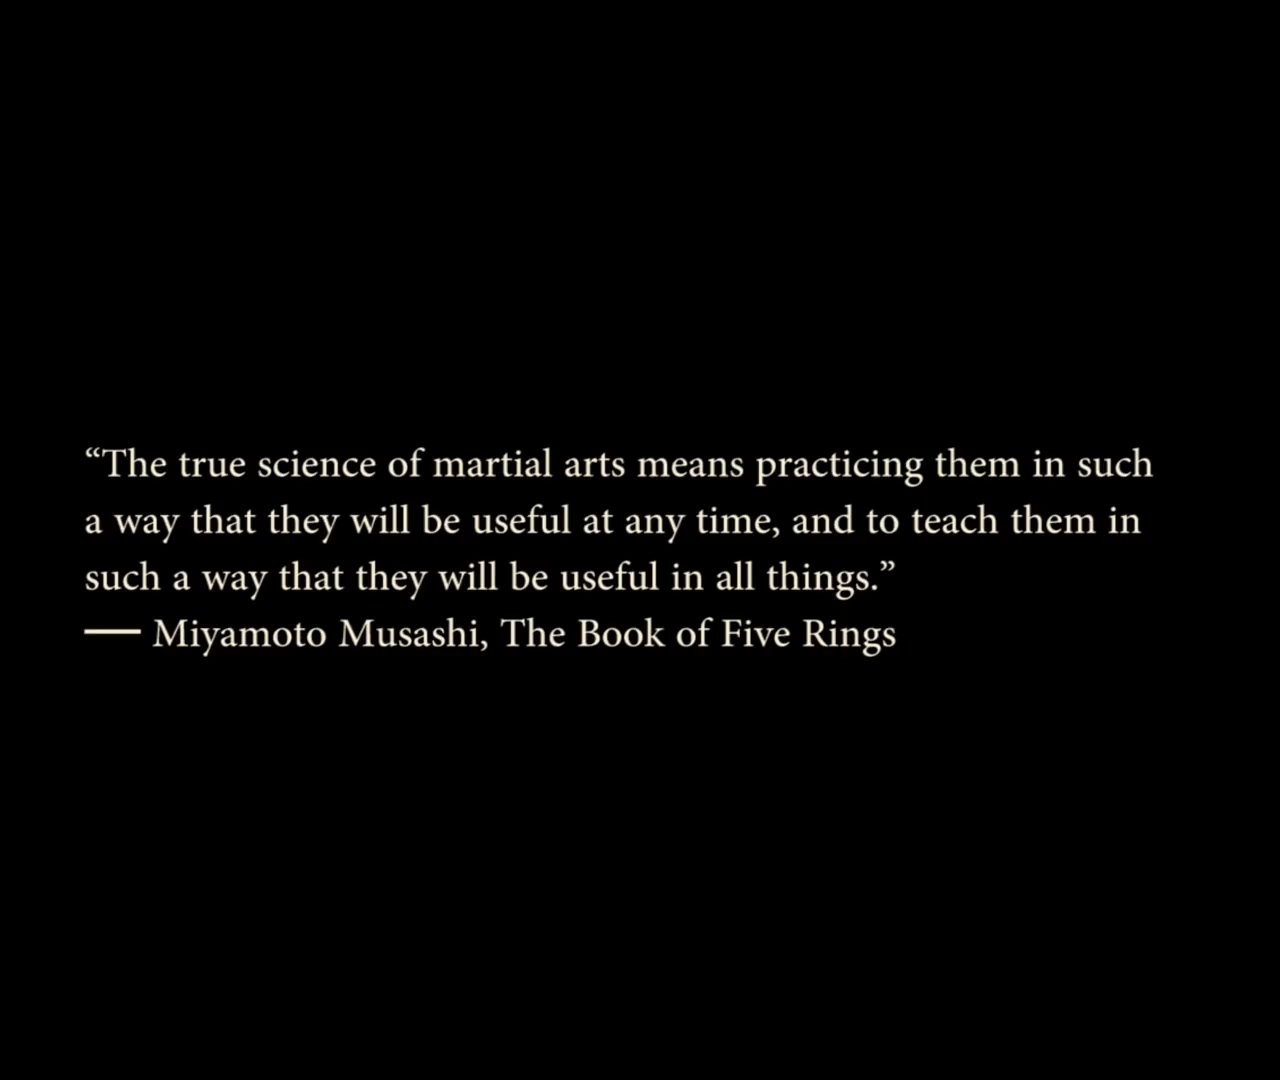 “The true science of martial arts means practicing them in such
a way that they will be useful at any time, and to teach them in
such a way that they will be useful in all things.”
— Miyamoto Musashi, The Book of Five Rings